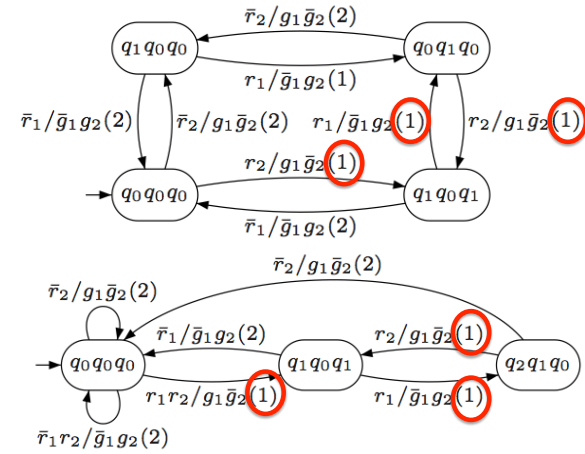 r̄₂/g₁ḡ₂(2)
q₁q₀q₀
q₀q₁q₀
r₁/ḡ₁g₂(1)
r̄₁/ḡ₁g₂(2)
r̄₂/g₁ḡ₂(2)
r₁/ḡ₁g₂(1)
r₂/g₁ḡ₂(1)
r₂/g₁ḡ₂(1)
q₀q₀q₀
q₁q₀q₁
r̄₁/ḡ₁g₂(2)
r̄₂/g₁ḡ₂(2)
r̄₂/g₁ḡ₂(2)
r̄₁/ḡ₁g₂(2)
r₂/g₁ḡ₂(1)
q₀q₀q₀
q₁q₀q₁
q₂q₁q₀
r₁r₂/g₁ḡ₂(1)
r₁/ḡ₁g₂(1)
r̄₁r₂/ḡ₁g₂(2)